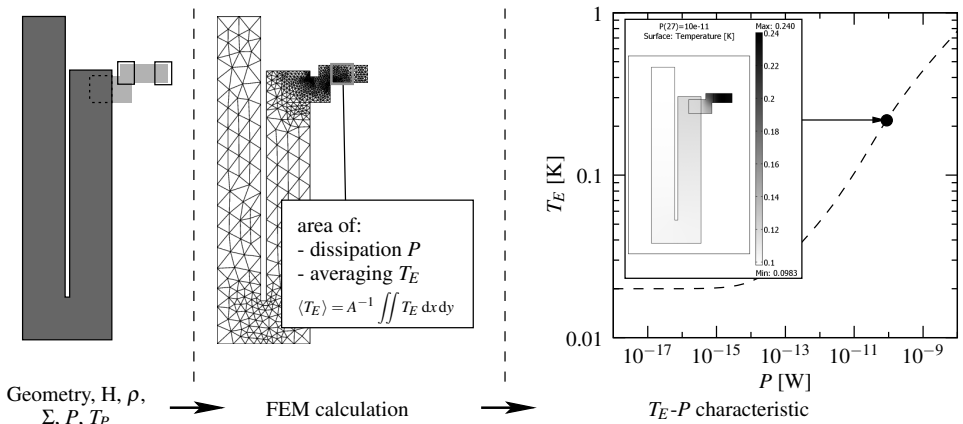 area of:
- dissipation P
- averaging T_E
⟨T_E⟩ = A⁻¹ ∬ T_E dxdy
1
0.1
0.01
T_E [K]
P(27)=10e-11
Surface: Temperature [K]
Max: 0.240
0.24
0.22
0.2
0.18
0.16
0.14
0.12
0.1
Min: 0.0983
10⁻¹⁷ 10⁻¹⁵ 10⁻¹³ 10⁻¹¹ 10⁻⁹
P [W]
Geometry, H, ρ,
Σ, P, T_P
FEM calculation
T_E-P characteristic